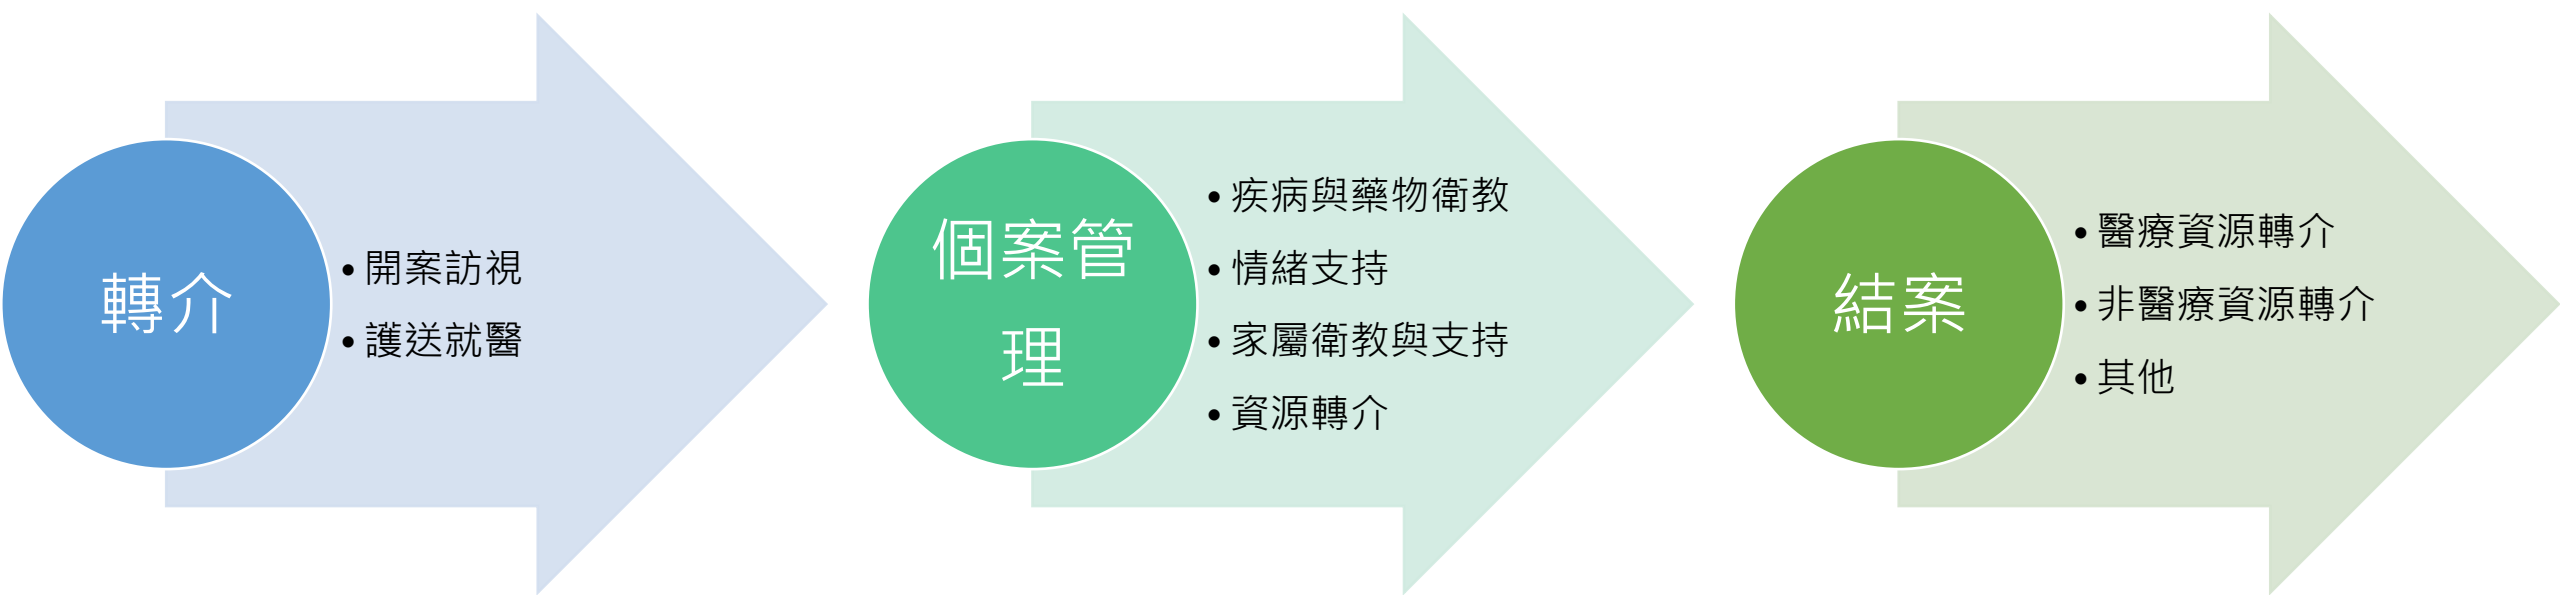 轉介
• 開案訪視
• 護送就醫
個案管
理
• 疾病與藥物衛教
• 情緒支持
• 家屬衛教與支持
• 資源轉介
結案
• 醫療資源轉介
• 非醫療資源轉介
• 其他